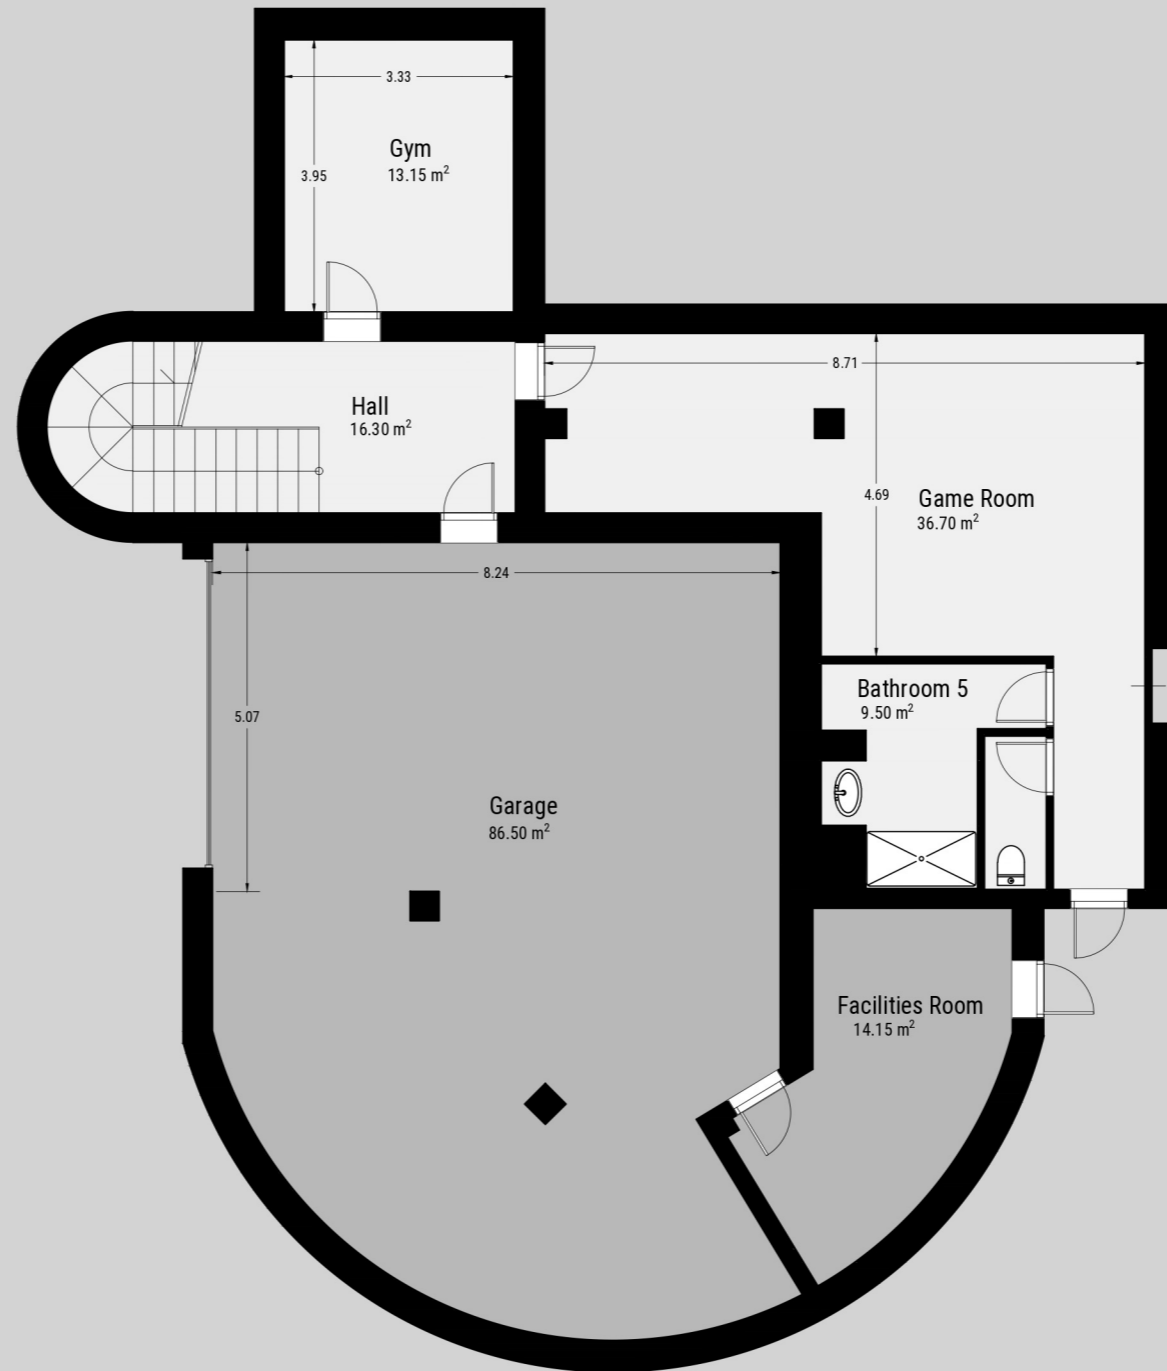 3.33
Gym
13.15 m²
3.95
8.71
Hall
16.30 m²
4.69
Game Room
36.70 m²
8.24
Bathroom 5
9.50 m²
5.07
Garage
86.50 m²
Facilities Room
14.15 m²